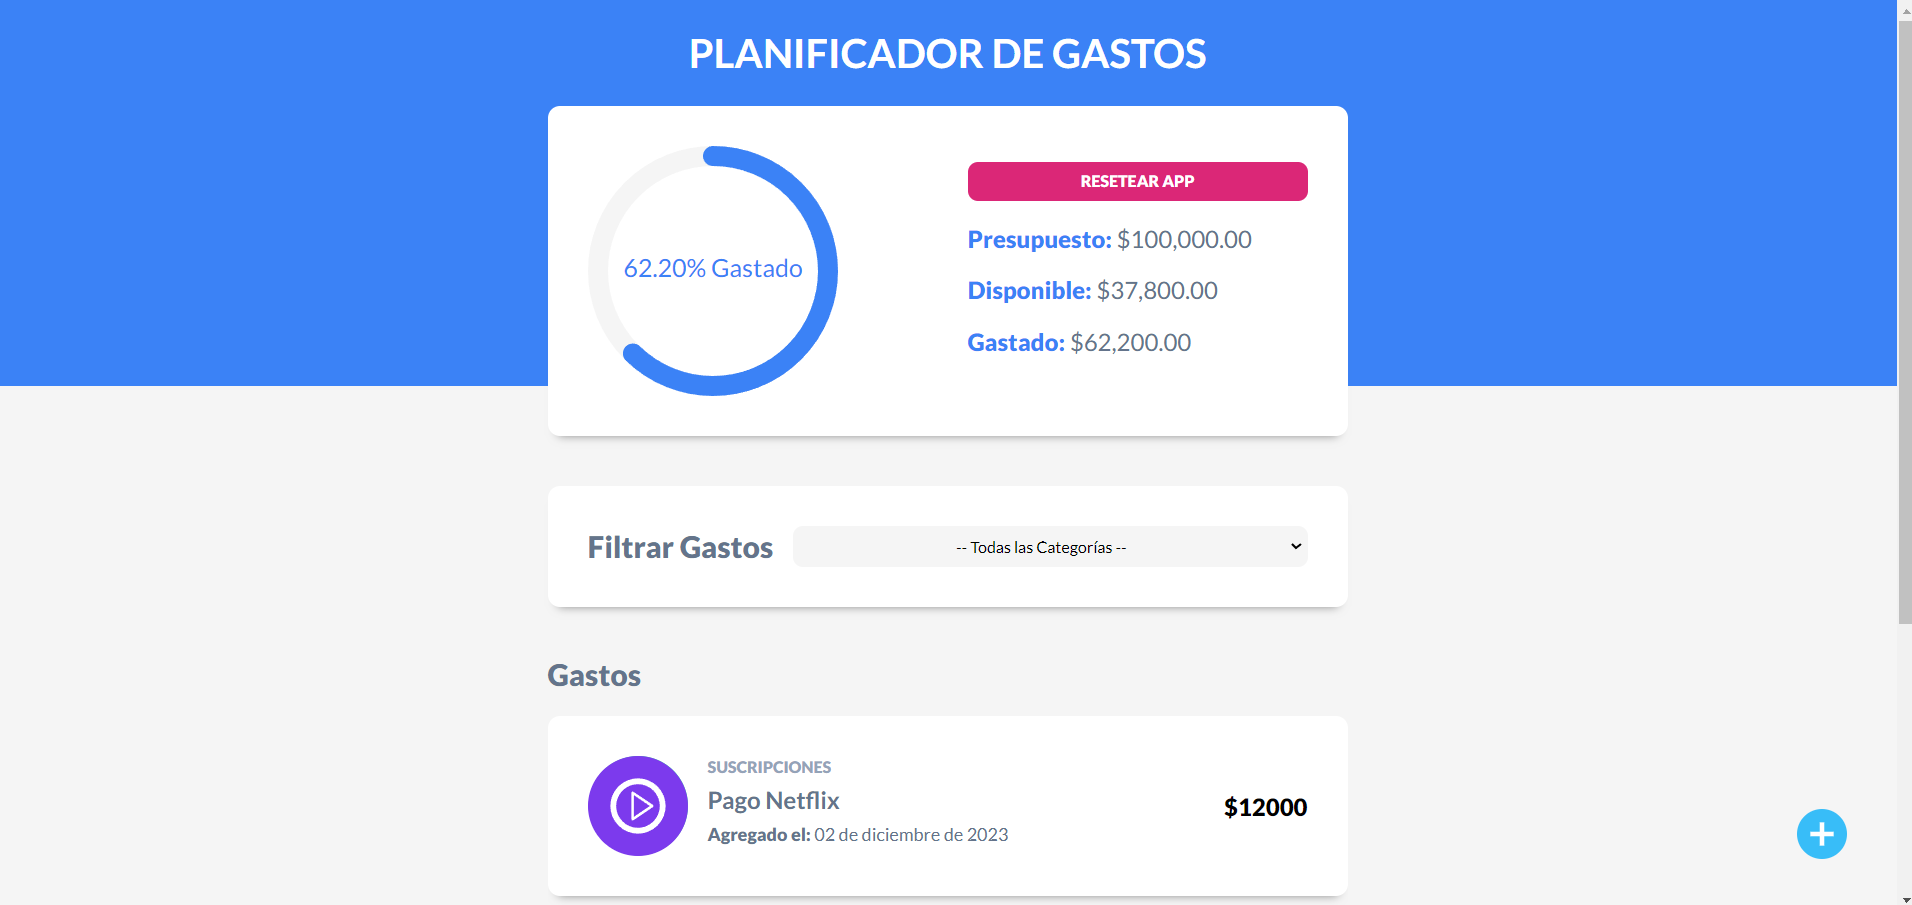 PLANIFICADOR DE GASTOS
62.20% Gastado
RESETEAR APP
Presupuesto: $100,000.00
Disponible: $37,800.00
Gastado: $62,200.00
Filtrar Gastos
-- Todas las Categorías --
Gastos
SUSCRIPCIONES
Pago Netflix
Agregado el: 02 de diciembre de 2023
$12000